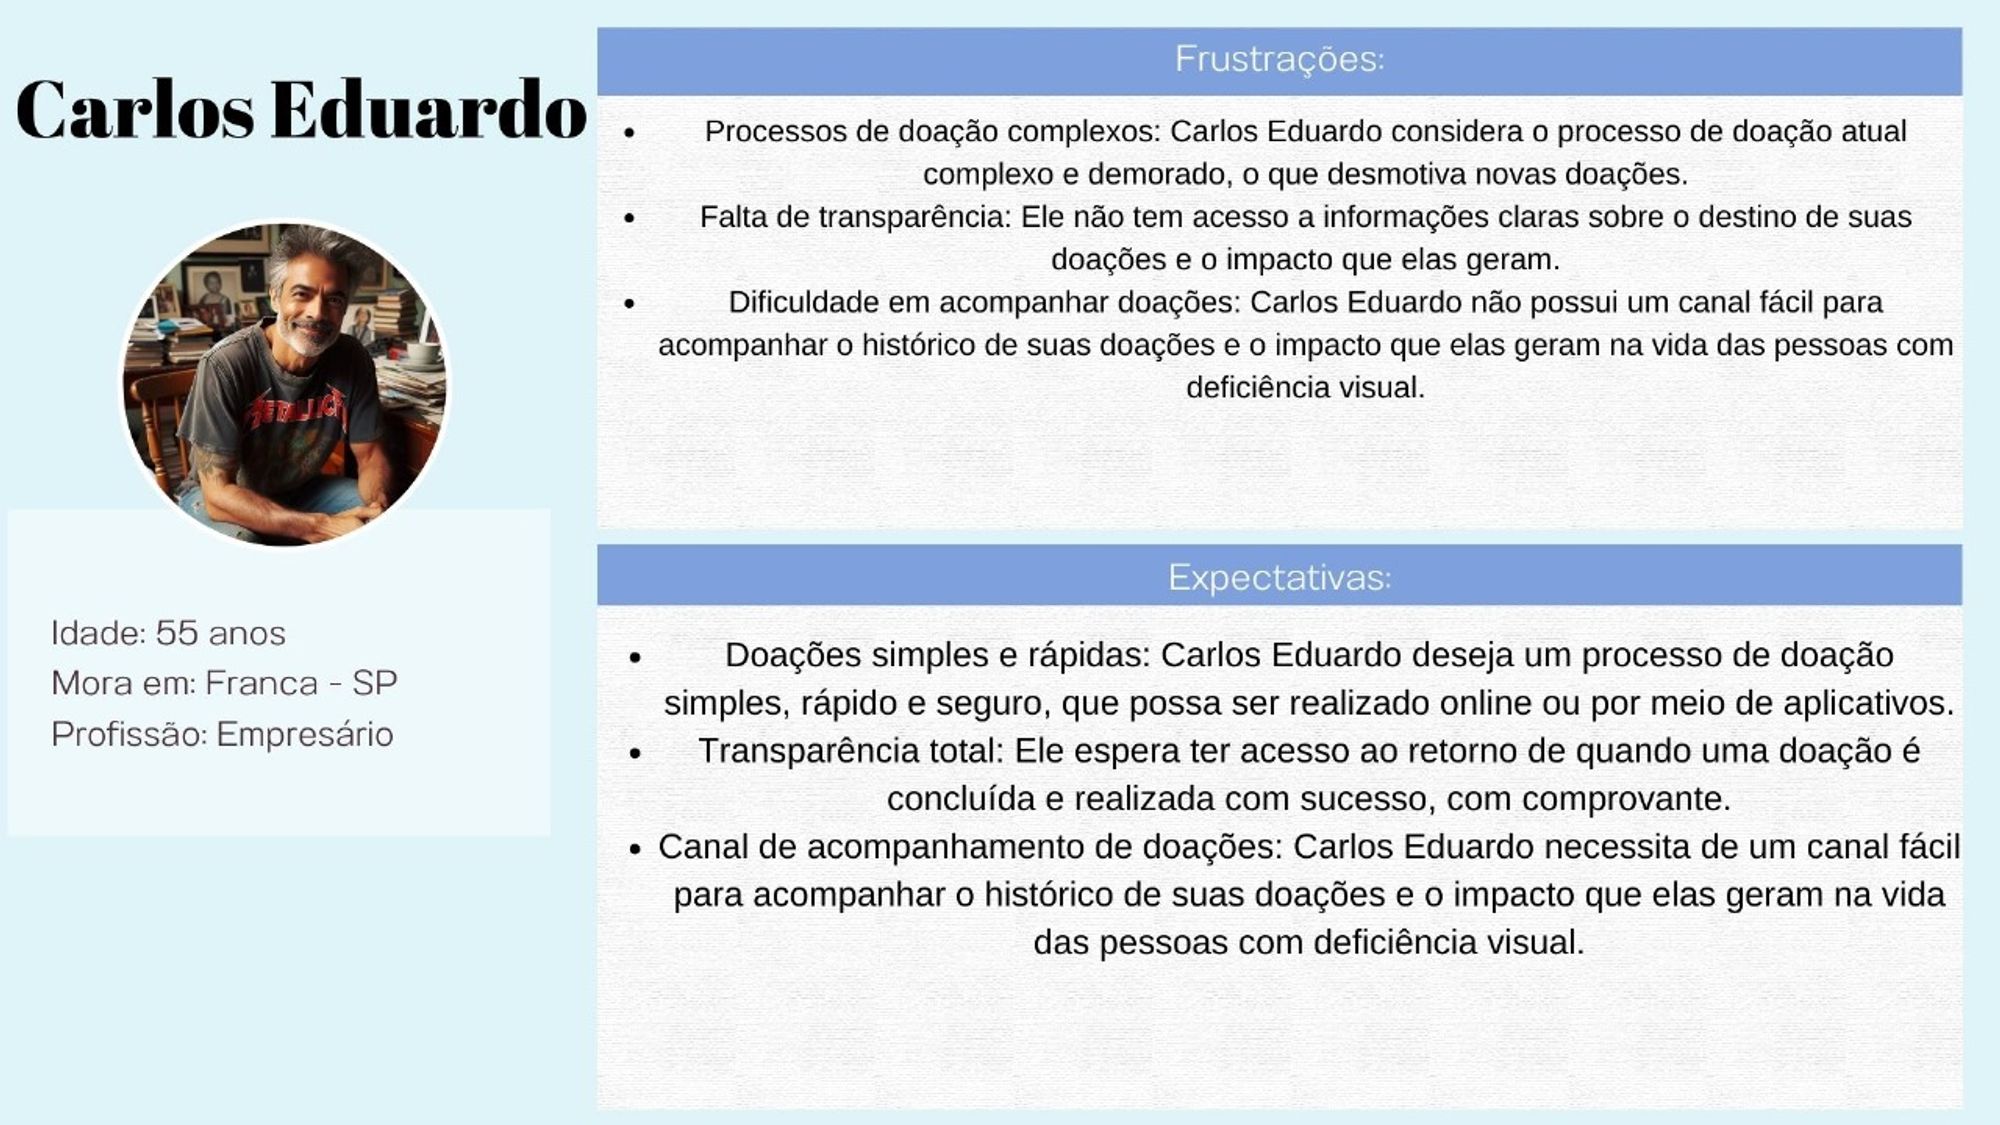 Carlos Eduardo
METALLICA
Idade: 55 anos
Mora em: Franca - SP
Profissão: Empresário
Frustrações:
• Processos de doação complexos: Carlos Eduardo considera o processo de doação atual
complexo e demorado, o que desmotiva novas doações.
• Falta de transparência: Ele não tem acesso a informações claras sobre o destino de suas
doações e o impacto que elas geram.
• Dificuldade em acompanhar doações: Carlos Eduardo não possui um canal fácil para
acompanhar o histórico de suas doações e o impacto que elas geram na vida das pessoas com
deficiência visual.
Expectativas:
• Doações simples e rápidas: Carlos Eduardo deseja um processo de doação
simples, rápido e seguro, que possa ser realizado online ou por meio de aplicativos.
• Transparência total: Ele espera ter acesso ao retorno de quando uma doação é
concluída e realizada com sucesso, com comprovante.
• Canal de acompanhamento de doações: Carlos Eduardo necessita de um canal fácil
para acompanhar o histórico de suas doações e o impacto que elas geram na vida
das pessoas com deficiência visual.